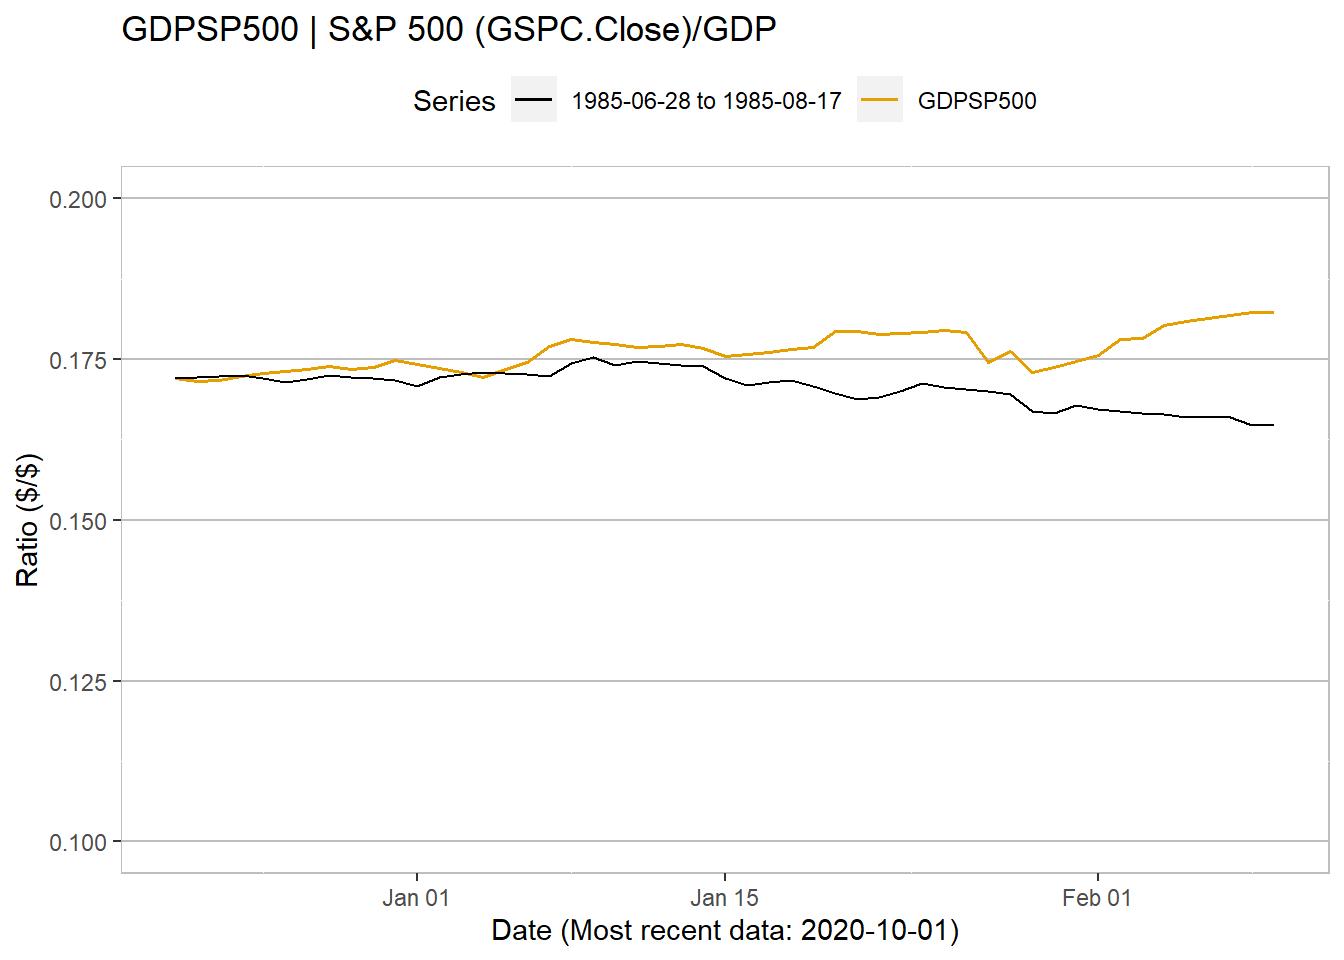 GDPSP500 | S&P 500 (GSPC.Close)/GDP
Series 1985-06-28 to 1985-08-17 GDPSP500
0.200
0.175
0.150
0.125
0.100
Ratio ($/$)
Jan 01 Jan 15 Feb 01
Date (Most recent data: 2020-10-01)